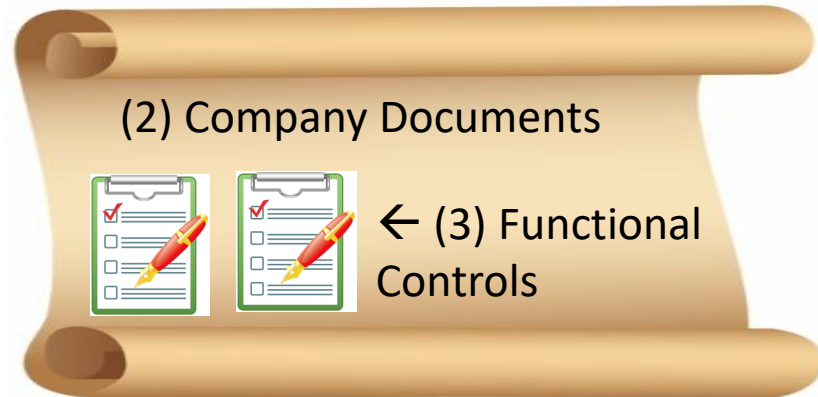 (2) Company Documents
← (3) Functional
Controls